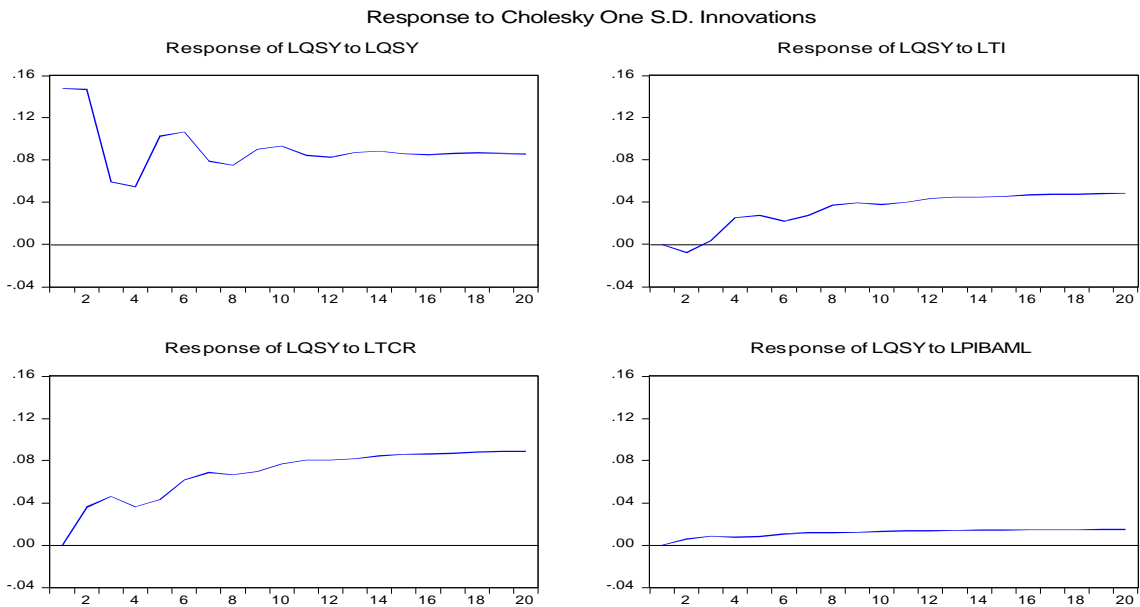 Response to Cholesky One S.D. Innovations
Response of LQSY to LQSY
.16
.12
.08
.04
.00
-.04
2 4 6 8 10 12 14 16 18 20
Response of LQSY to LTI
.16
.12
.08
.04
.00
-.04
2 4 6 8 10 12 14 16 18 20
Response of LQSY to LTCR
.16
.12
.08
.04
.00
-.04
2 4 6 8 10 12 14 16 18 20
Response of LQSY to LPIBAML
.16
.12
.08
.04
.00
-.04
2 4 6 8 10 12 14 16 18 20